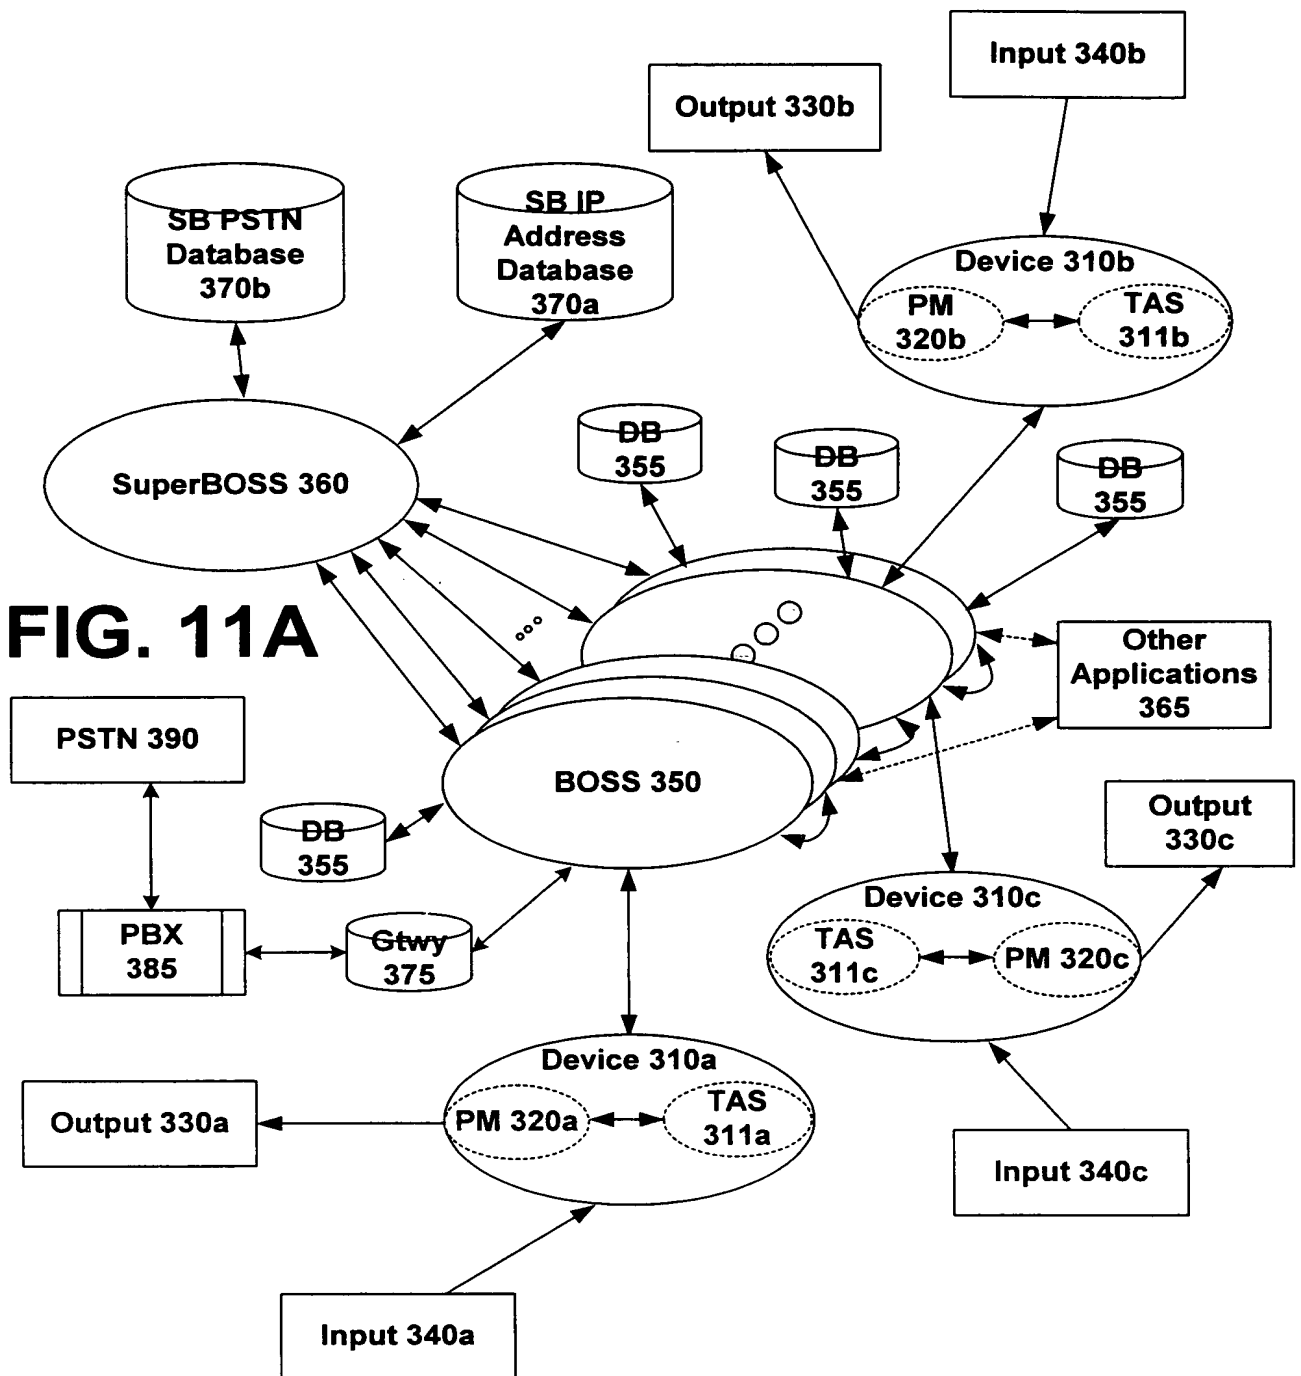 Input 340b
Output 330b
SB PSTN
Database
370b
SB IP
Address
Database
370a
Device 310b
PM
320b
TAS
311b
SuperBOSS 360
DB
355
DB
355
DB
355
FIG. 11A
Other
Applications
365
PSTN 390
BOSS 350
DB
355
Output
330c
PBX
385
Gtwy
375
Device 310c
TAS
311c
PM 320c
Device 310a
PM 320a
TAS
311a
Output 330a
Input 340c
Input 340a